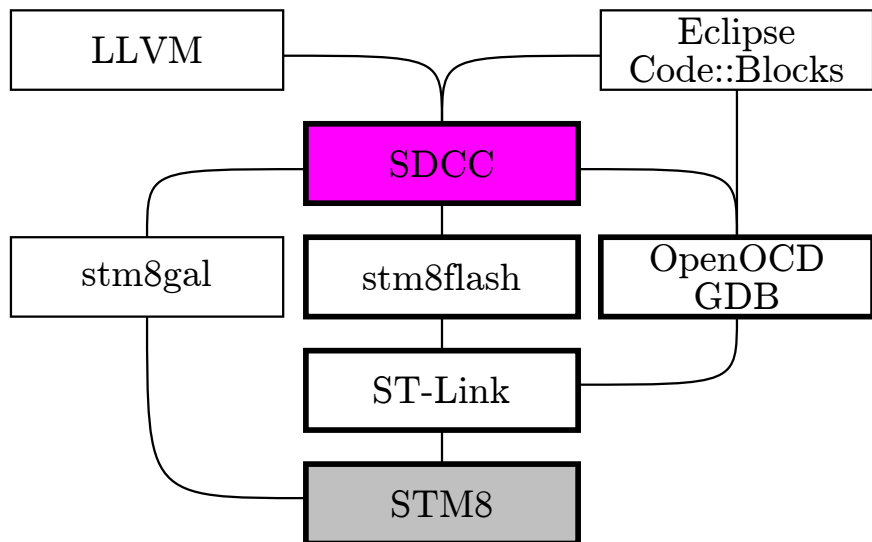 LLVM
Eclipse
Code::Blocks
SDCC
stm8gal
stm8flash
OpenOCD
GDB
ST-Link
STM8